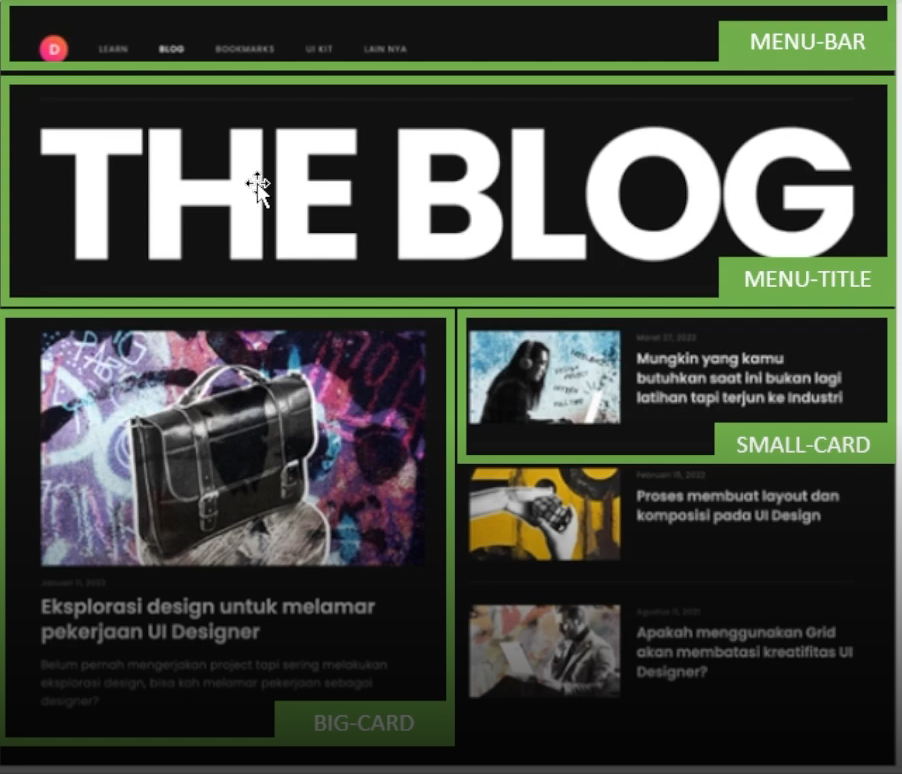 D LEARN BLOG BOOKMARKS UI KIT LAIN NYA
MENU-BAR
THE BLOG
MENU-TITLE
Maret 27, 2022
Mungkin yang kamu
butuhkan saat ini bukan lagi
latihan tapi terjun ke Industri
SMALL-CARD
Februari 15, 2022
Proses membuat layout dan
komposisi pada UI Design
Januari 11, 2022
Eksplorasi design untuk melamar
pekerjaan UI Designer
Belum pernah mengerjakan project tapi sering melakukan
eksplorasi design, bisa kah melamar pekerjaan sebagai
designer?
BIG-CARD
Agustus 11, 2021
Apakah menggunakan Grid
akan membatasi kreatifitas UI
Designer?